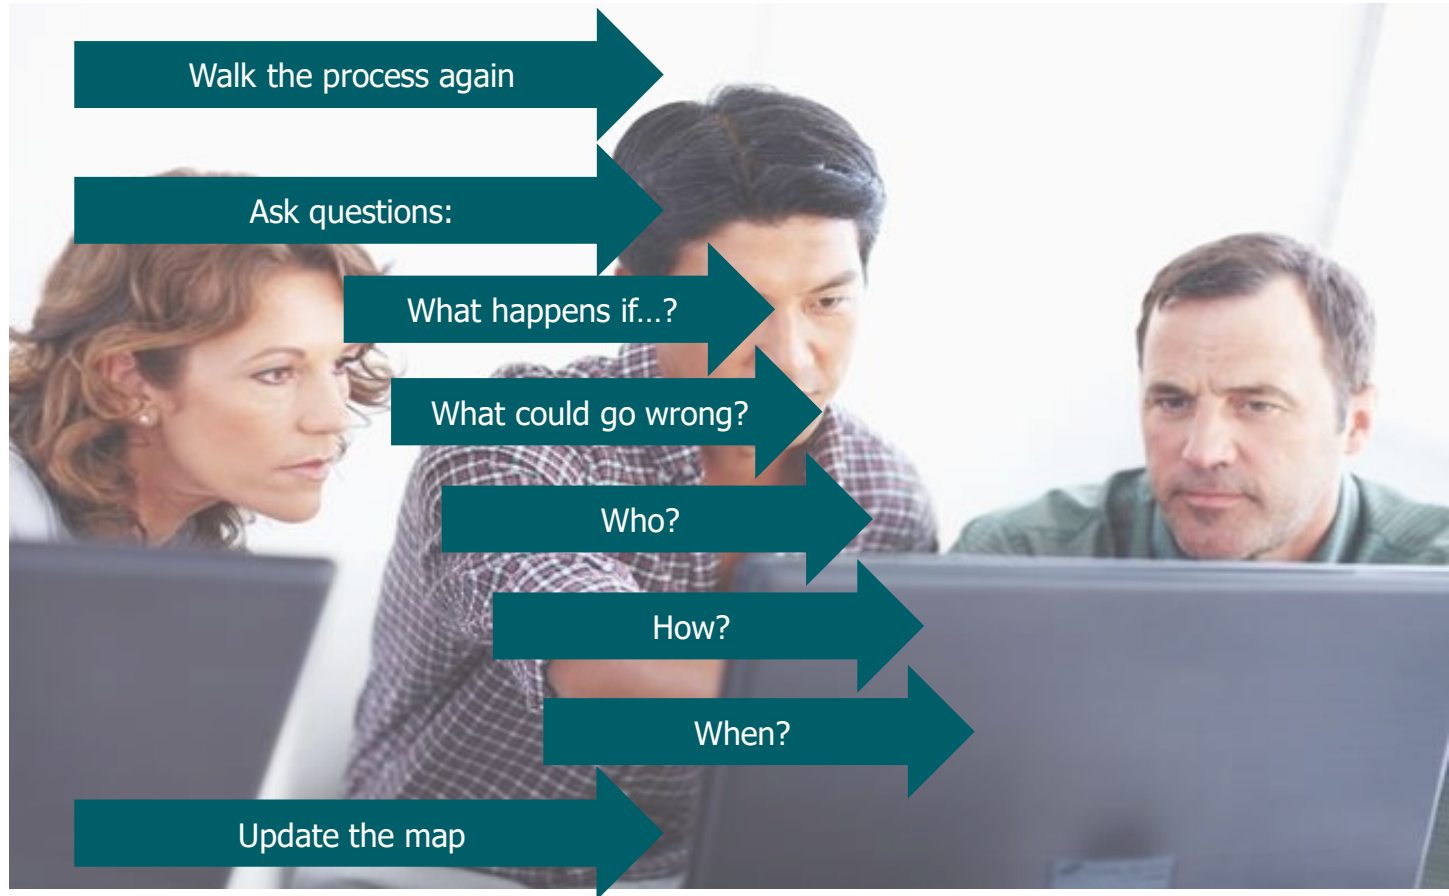 Walk the process again
Ask questions:
What happens if...?
What could go wrong?
Who?
How?
When?
Update the map